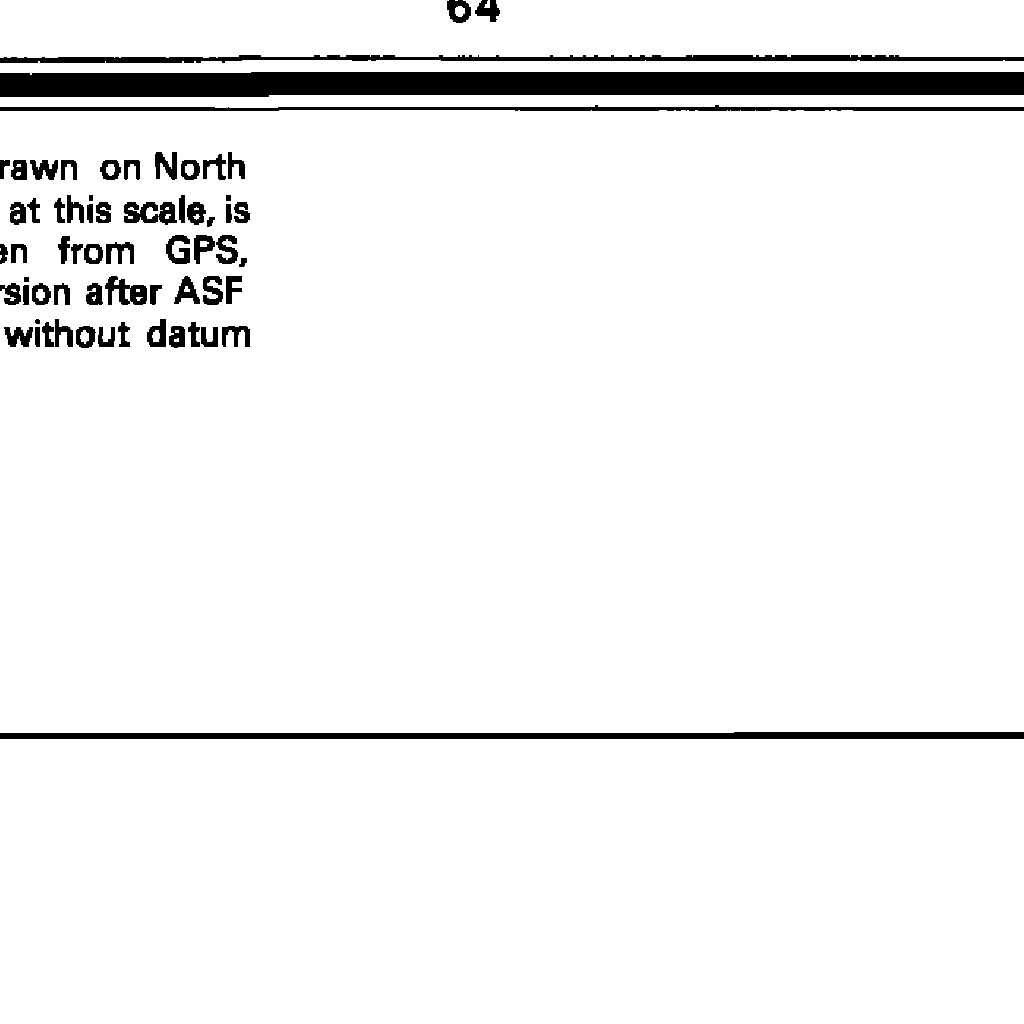 64
rawn on North
at this scale, is
en from GPS,
rsion after ASF
without datum